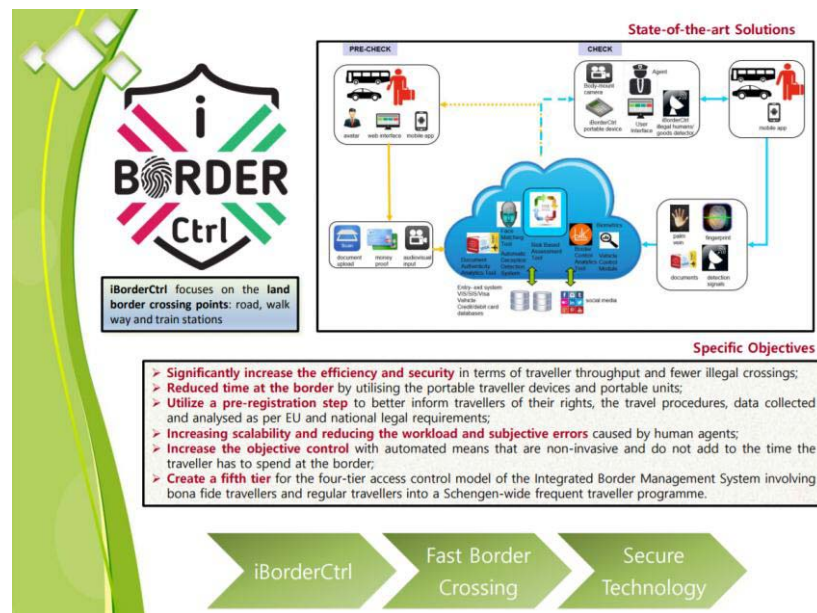 State-of-the-art Solutions
i
BORDER
Ctrl
iBorderCtrl focuses on the land
border crossing points: road, walk
way and train stations
PRE-CHECK
avatar
web interface
mobile app
document
upload
money
proof
audiovisual
input
CHECK
Body-mount
camera
Agent
iBorderCtrl
portable device
User
Interface
iBorderCtrl
illegal humans/
goods detector
mobile app
Face
Matching
Tool
Document
Authenticity
Analytics Tool
Automatic
Deception
Detection
System
Risk Based
Assessment
Tool
Border
Control
Analytics
Tool
Biometrics
Vehicle
Control
Module
palm
vein
fingerprint
documents
detection
signals
Entry- exit system
VIS/SIS/Visa
Vehicle
Credit/debit card
databases
social media
Specific Objectives
➢ Significantly increase the efficiency and security in terms of traveller throughput and fewer illegal crossings;
➢ Reduced time at the border by utilising the portable traveller devices and portable units;
➢ Utilize a pre-registration step to better inform travellers of their rights, the travel procedures, data collected
and analysed as per EU and national legal requirements;
➢ Increasing scalability and reducing the workload and subjective errors caused by human agents;
➢ Increase the objective control with automated means that are non-invasive and do not add to the time the
traveller has to spend at the border;
➢ Create a fifth tier for the four-tier access control model of the Integrated Border Management System involving
bona fide travellers and regular travellers into a Schengen-wide frequent traveller programme.
iBorderCtrl
Fast Border
Crossing
Secure
Technology